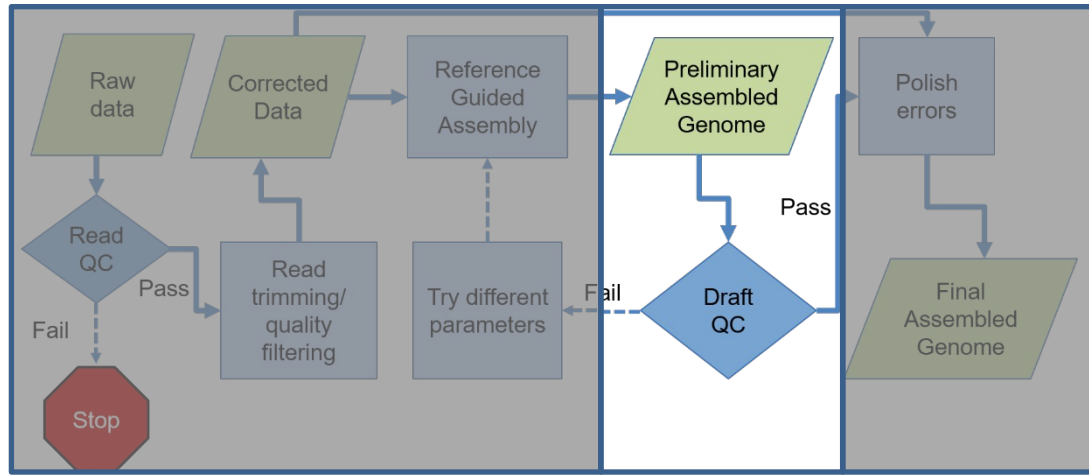 Raw
data
Corrected
Data
Reference
Guided
Assembly
Preliminary
Assembled
Genome
Polish
errors
Read
QC
Pass
Fail
Read
trimming/
quality
filtering
Try different
parameters
Fail
Draft
QC
Pass
Final
Assembled
Genome
Stop